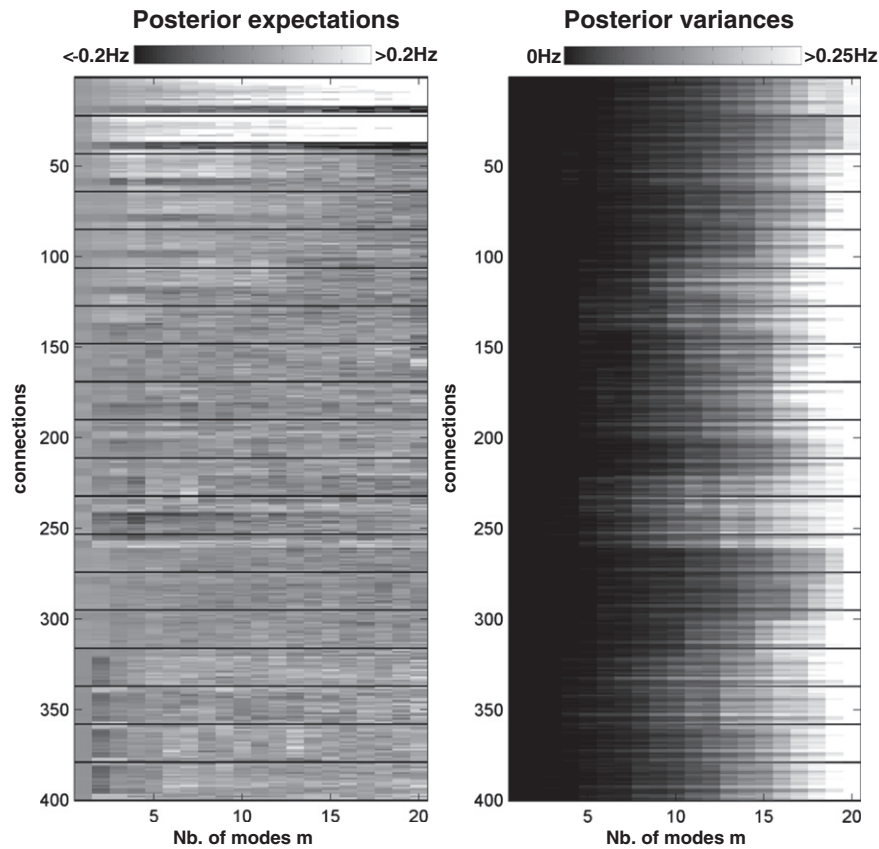 Posterior expectations
<-0.2Hz
>0.2Hz
50
100
150
200
250
300
350
400
connections
5
10
15
20
Nb. of modes m
Posterior variances
0Hz
>0.25Hz
50
100
150
200
250
300
350
400
connections
5
10
15
20
Nb. of modes m